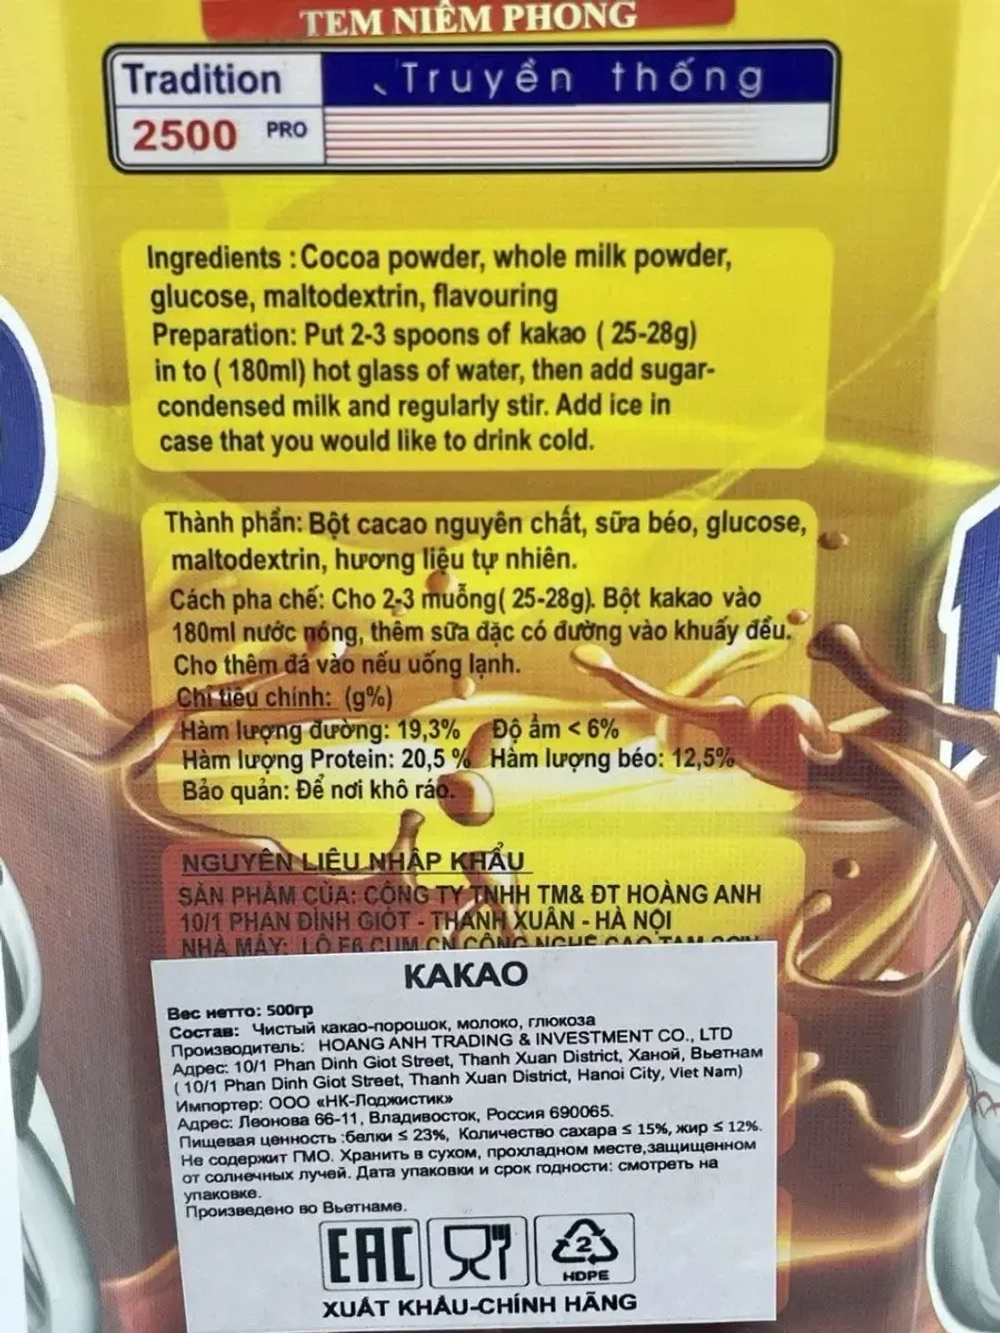 TEM NIÊM PHONG
Tradition
Truyền thống
2500 PRO
Ingredients : Cocoa powder, whole milk powder,
glucose, maltodextrin, flavouring
Preparation: Put 2-3 spoons of kakao ( 25-28g)
in to ( 180ml) hot glass of water, then add sugar-
condensed milk and regularly stir. Add ice in
case that you would like to drink cold.
Thành phần: Bột cacao nguyên chất, sữa béo, glucose,
maltodextrin, hương liệu tự nhiên.
Cách pha chế: Cho 2-3 muỗng( 25-28g). Bột kakao vào
180ml nước nóng, thêm sữa đặc có đường vào khuấy đều.
Cho thêm đá vào nếu uống lạnh.
Chỉ tiêu chính: (g%)
Hàm lượng đường: 19,3% Độ ẩm < 6%
Hàm lượng Protein: 20,5 % Hàm lượng béo: 12,5%
Bảo quản: Để nơi khô ráo.
NGUYÊN LIỆU NHẬP KHẨU
SẢN PHẨM CỦA: CÔNG TY TNHH TM& ĐT HOÀNG ANH
10/1 PHAN ĐÌNH GIÓT - THANH XUÂN - HÀ NỘI
NHÀ MÁY: LÔ F6 CỤM CN CÔNG NGHỆ CAO TAM SƠN
KAKAO
Вес нетто: 500гр
Состав: Чистый какао-порошок, молоко, глюкоза
Производитель: HOANG ANH TRADING & INVESTMENT CO., LTD
Адрес: 10/1 Phan Dinh Giot Street, Thanh Xuan District, Ханой, Вьетнам
( 10/1 Phan Dinh Giot Street, Thanh Xuan District, Hanoi City, Viet Nam)
Импортер: ООО «НК-Лоджистик»
Адрес: Леонова 66-11, Владивосток, Россия 690065.
Пищевая ценность :белки ≤ 23%, Количество сахара ≤ 15%, жир ≤ 12%.
Не содержит ГМО. Хранить в сухом, прохладном месте,защищенном
от солнечных лучей. Дата упаковки и срок годности: смотреть на
упаковке.
Произведено во Вьетнаме.
EAC
2
HDPE
XUẤT KHẨU-CHÍNH HÃNG